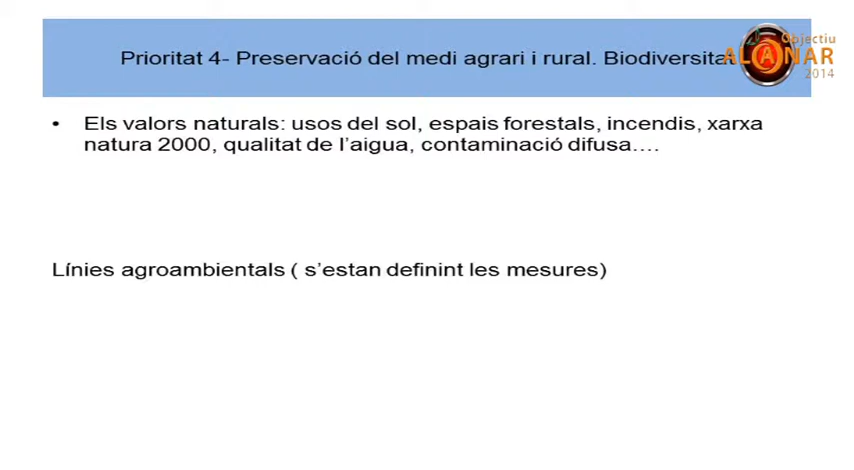 Prioritat 4- Preservació del medi agrari i rural. Biodiversitat
Objectiu
ALANAR
2014
• Els valors naturals: usos del sol, espais forestals, incendis, xarxa
natura 2000, qualitat de l’aigua, contaminació difusa….
Línies agroambientals ( s’estan definint les mesures)